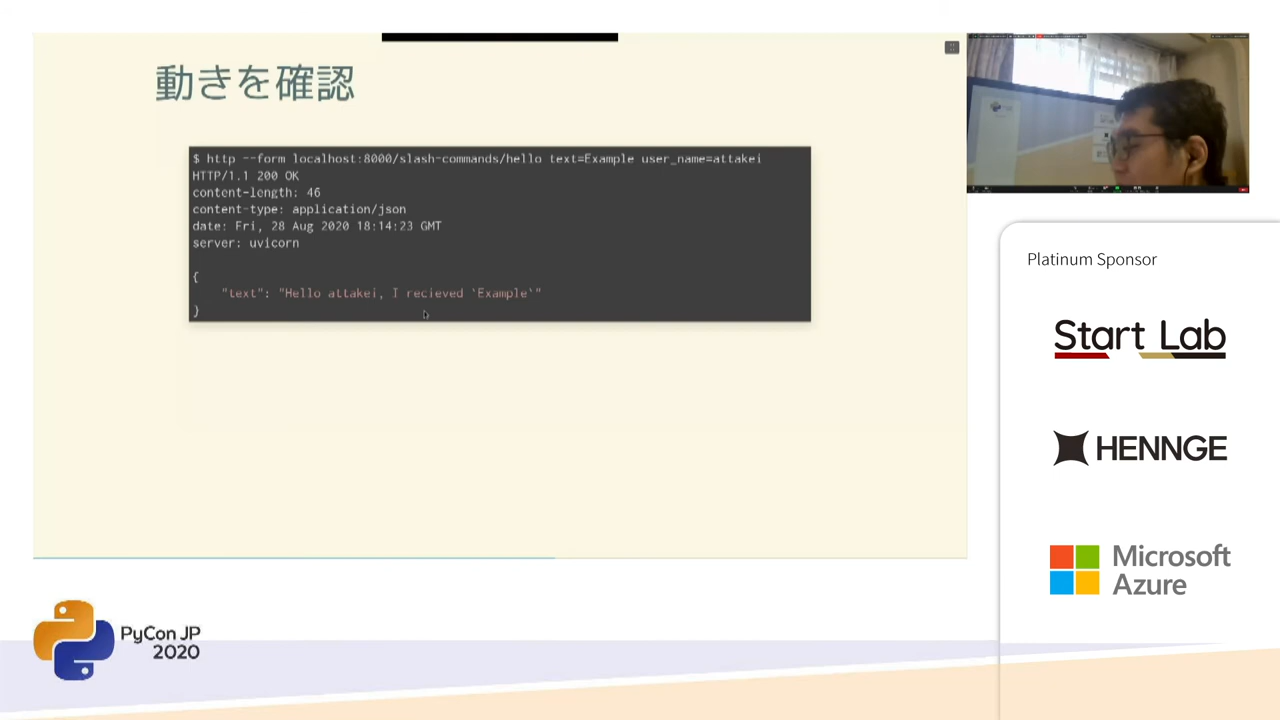 動きを確認
$ http --form localhost:8000/slash-commands/hello text=Example user_name=attakei
HTTP/1.1 200 OK
content-length: 46
content-type: application/json
date: Fri, 28 Aug 2020 18:14:23 GMT
server: uvicorn
{
"text": "Hello attakei, I recieved `Example`"
}
Platinum Sponsor
Start Lab
HENNGE
Microsoft
Azure
PyCon JP
2020